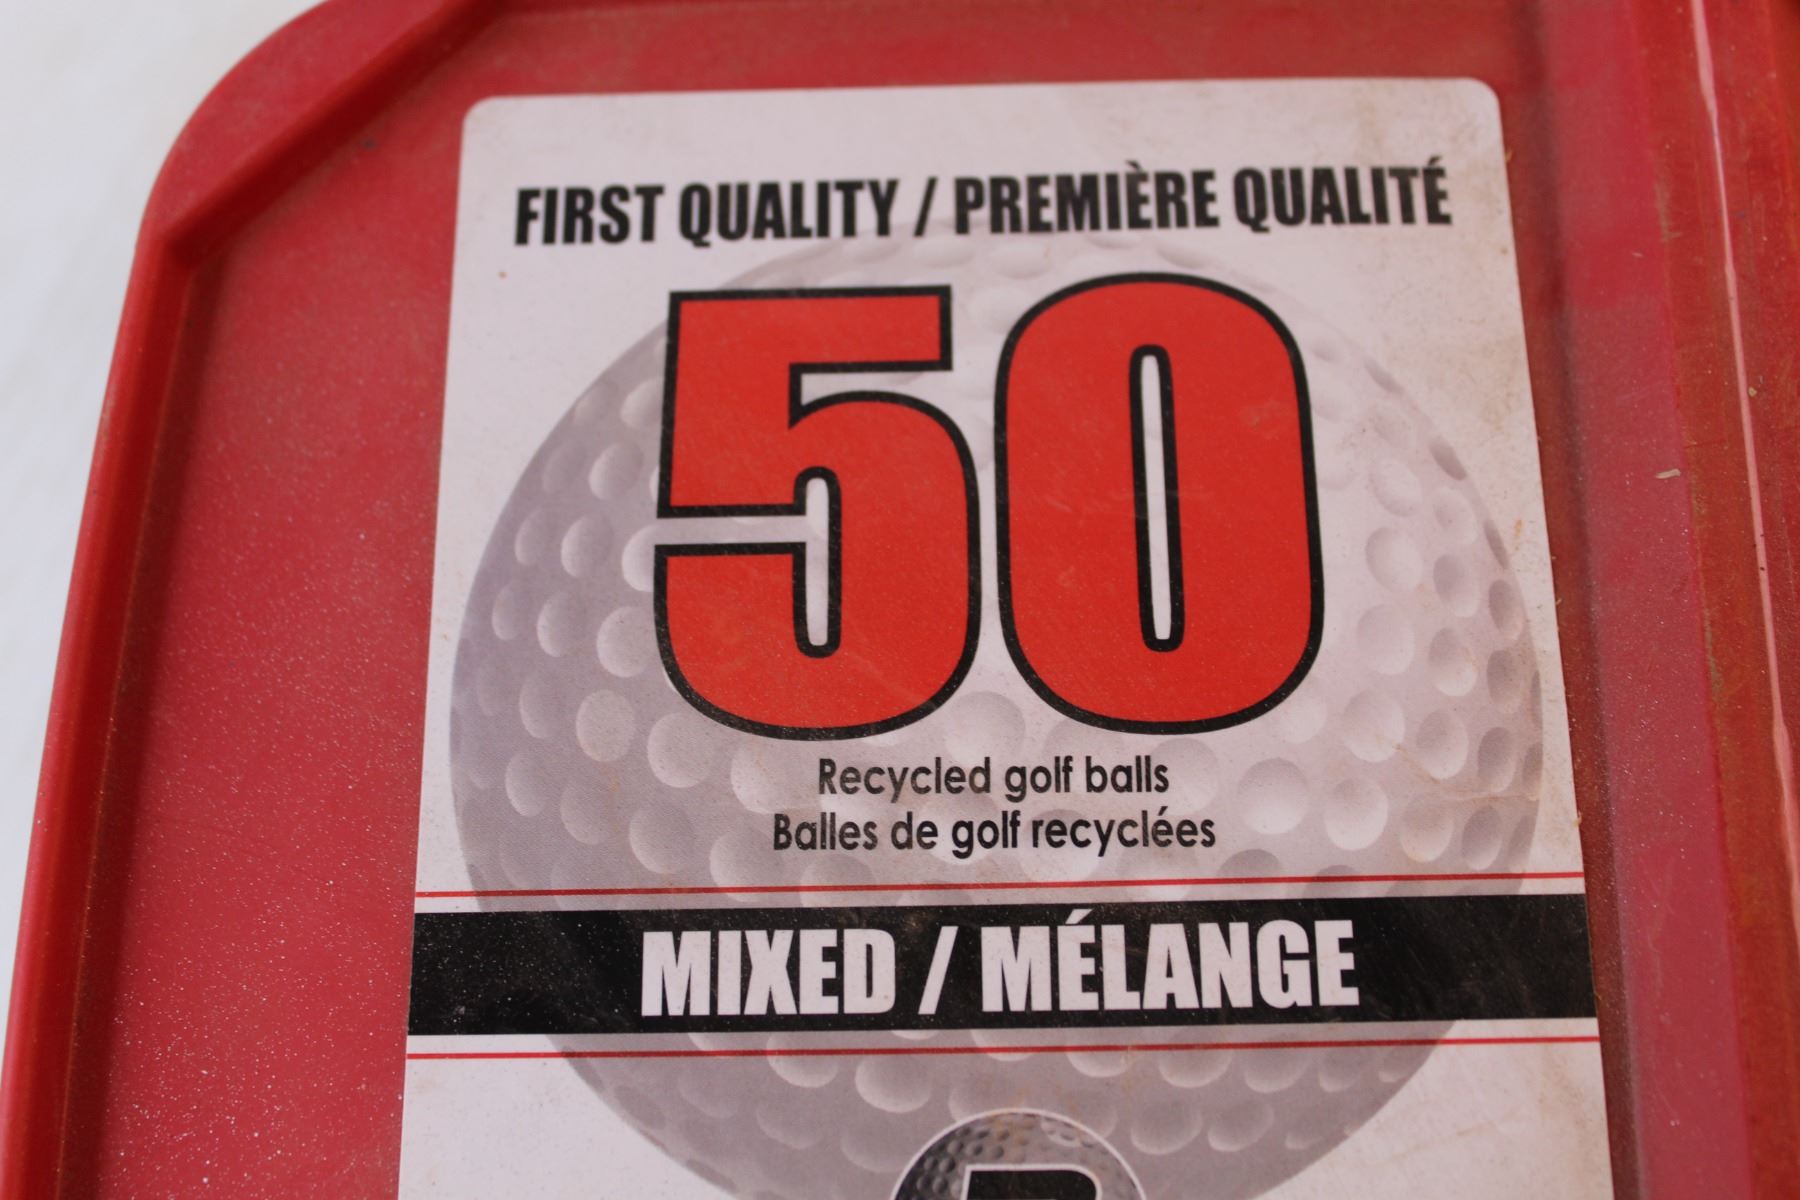 FIRST QUALITY / PREMIÈRE QUALITÉ
50
Recycled golf balls
Balles de golf recyclées
MIXED / MÉLANGE